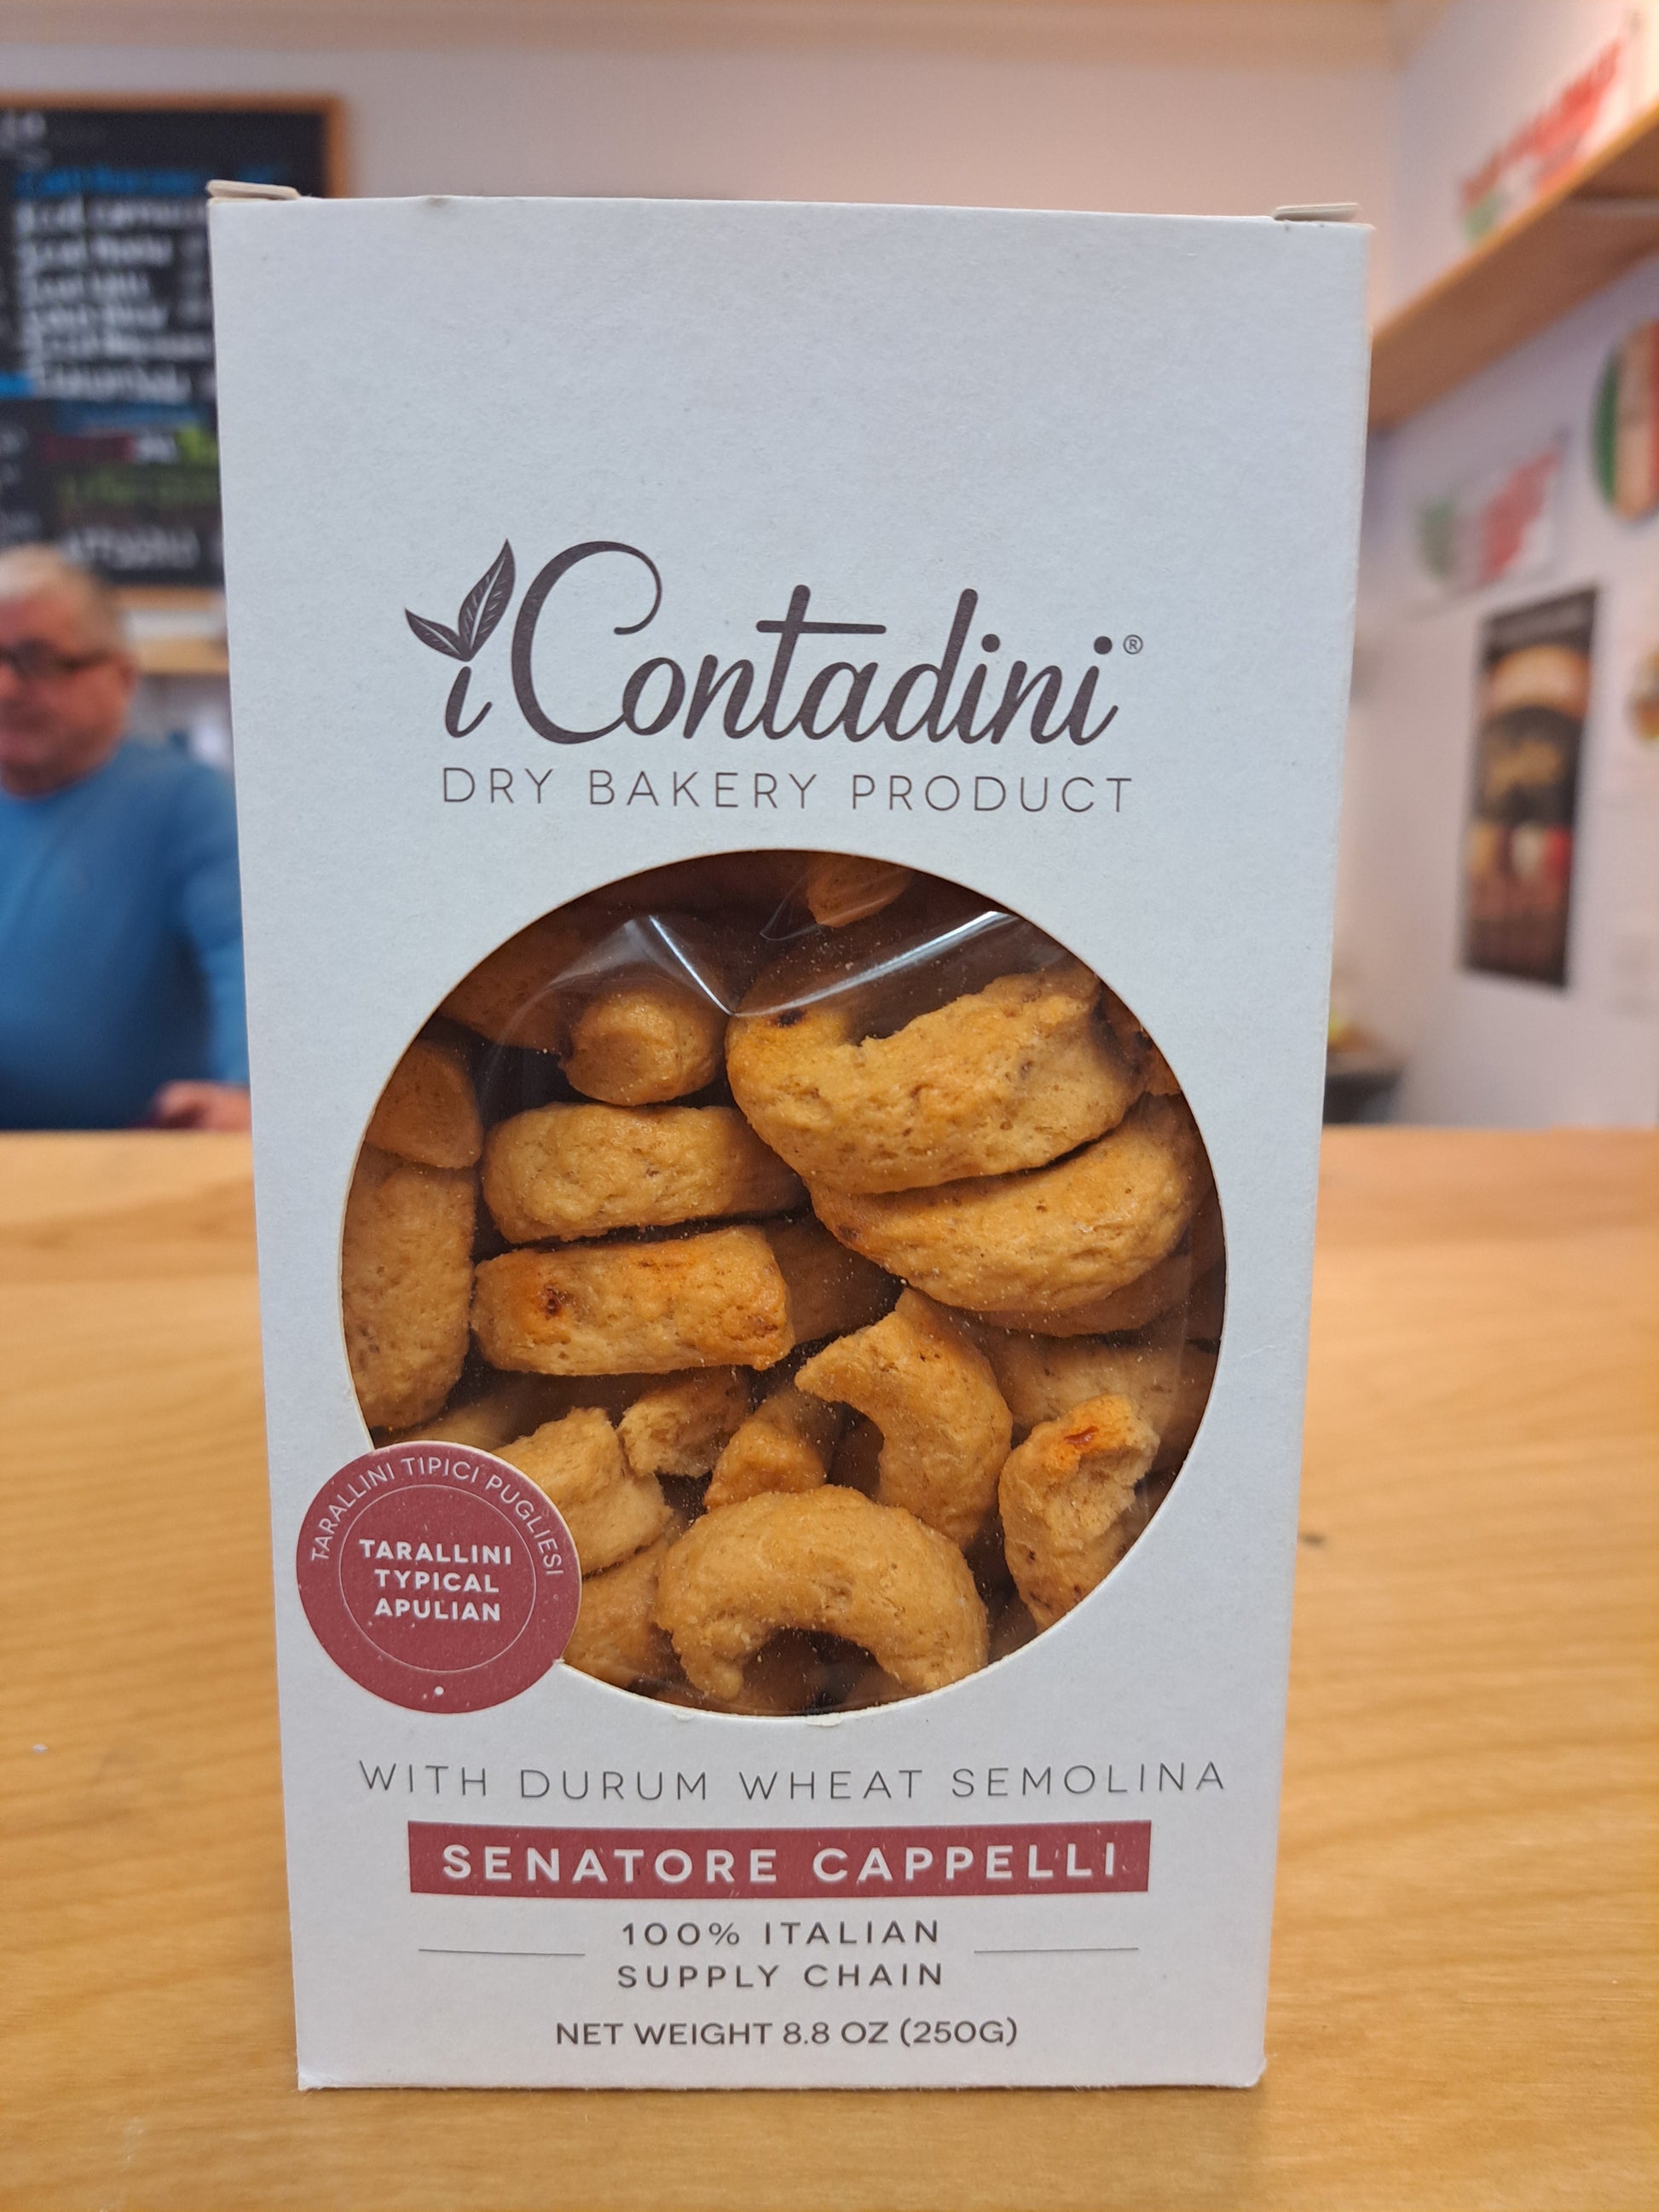 iContadini®
DRY BAKERY PRODUCT
TARALLINI TIPICI PUGLIESI
TARALLINI
TYPICAL
APULIAN
WITH DURUM WHEAT SEMOLINA
SENATORE CAPPELLI
100% ITALIAN
SUPPLY CHAIN
NET WEIGHT 8.8 OZ (250G)